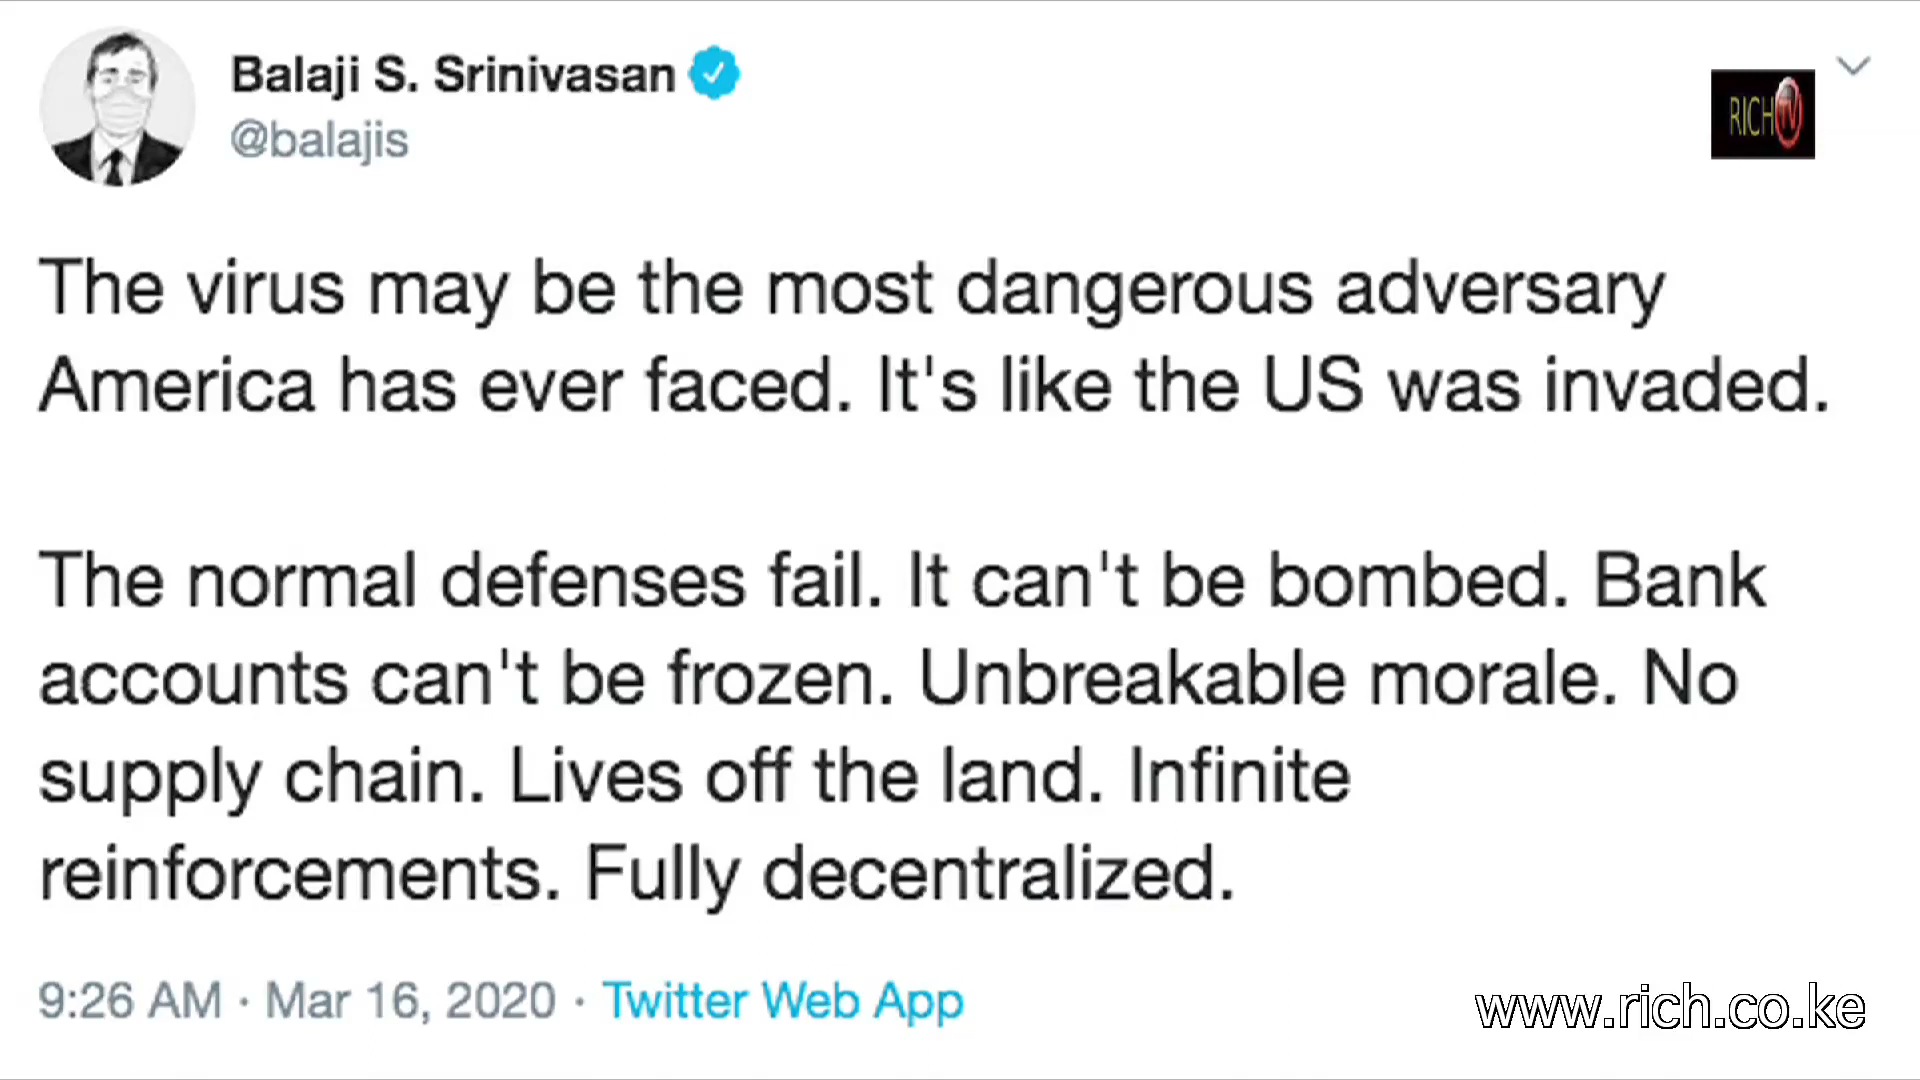 Balaji S. Srinivasan
@balajis
RICH TV
The virus may be the most dangerous adversary
America has ever faced. It's like the US was invaded.
The normal defenses fail. It can't be bombed. Bank
accounts can't be frozen. Unbreakable morale. No
supply chain. Lives off the land. Infinite
reinforcements. Fully decentralized.
9:26 AM · Mar 16, 2020 · Twitter Web App
www.rich.co.ke